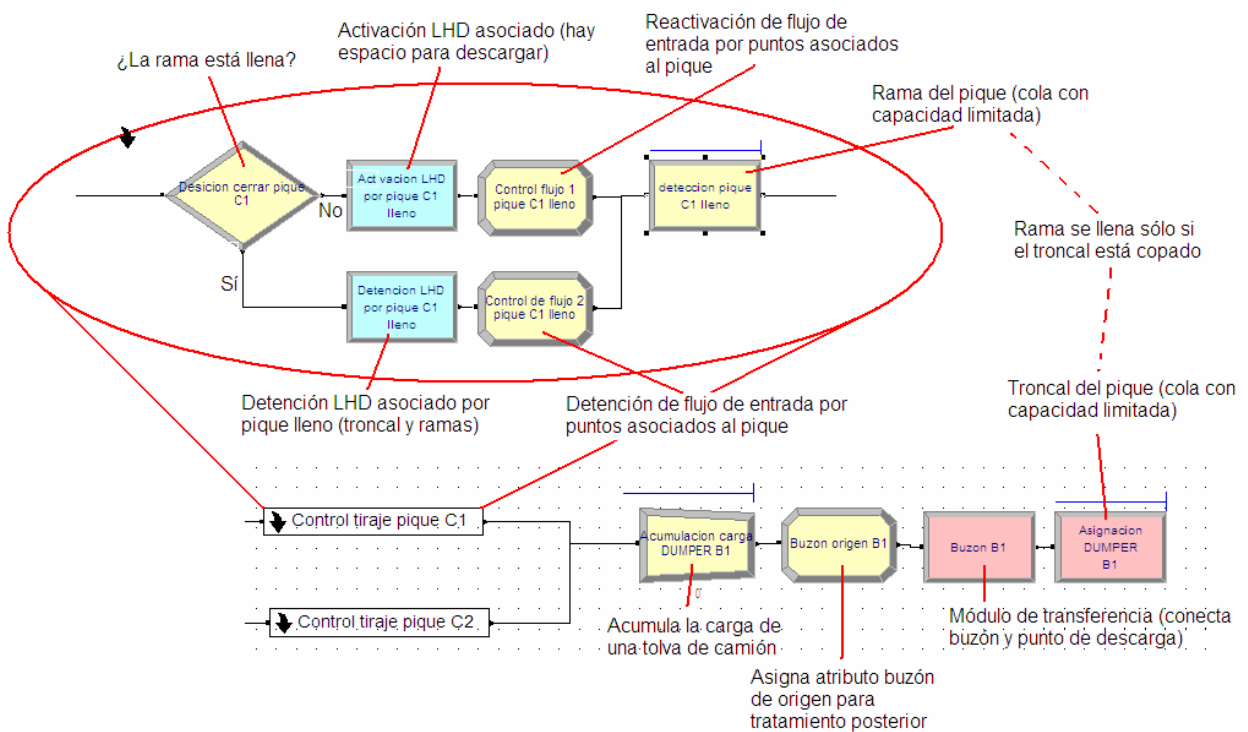 Reactivación de flujo de
entrada por puntos asociados
al pique
Activación LHD asociado (hay
espacio para descargar)
¿La rama está llena?
Rama del pique (cola con
capacidad limitada)
Desicion cerrar pique
C1
No
Sí
Act vacion LHD
por pique C1
lleno
Control flujo 1
pique C1 lleno
deteccion pique
C1 lleno
Rama se llena sólo si
el troncal está copado
Detencion LHD
por pique C1
lleno
Control de flujo 2
pique C1 lleno
Detención LHD asociado por
pique lleno (troncal y ramas)
Detención de flujo de entrada por
puntos asociados al pique
Troncal del pique (cola con
capacidad limitada)
Control tiraje pique C1
Acumulacion carga
DUMPER B1
Buzon origen B1
Buzon B1
Asignacion
DUMPER
B1
Control tiraje pique C2
Acumula la carga de
una tolva de camión
Módulo de transferencia (conecta
buzón y punto de descarga)
Asigna atributo buzón
de origen para
tratamiento posterior